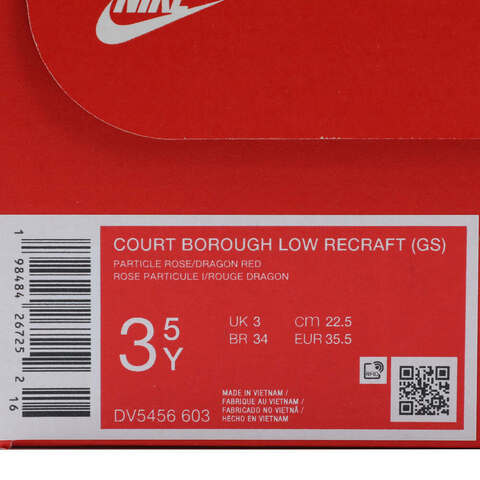 NIKE
COURT BOROUGH LOW RECRAFT (GS)
PARTICLE ROSE/DRAGON RED
ROSE PARTICULE I/ROUGE DRAGON
3 5 Y
UK 3 cm 22.5
BR 34 EUR 35.5
RFID
MADE IN VIETNAM /
FABRIQUE AU VIETNAM /
FABRICADO NO VIETNÃ /
HECHO EN VIETNAM
DV5456 603
1 98484 26725 2 16